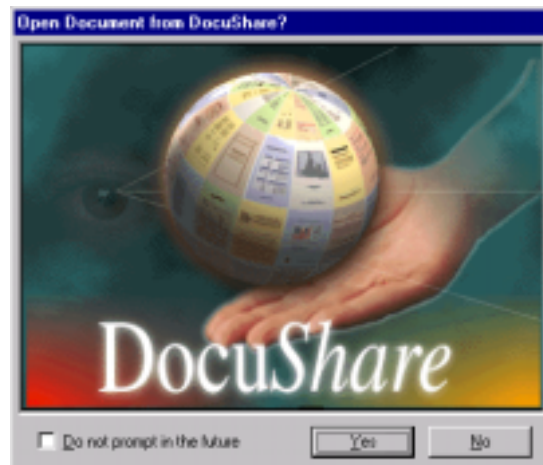 Open Document from DocuShare?
DocuShare
Do not prompt in the future
Yes
No